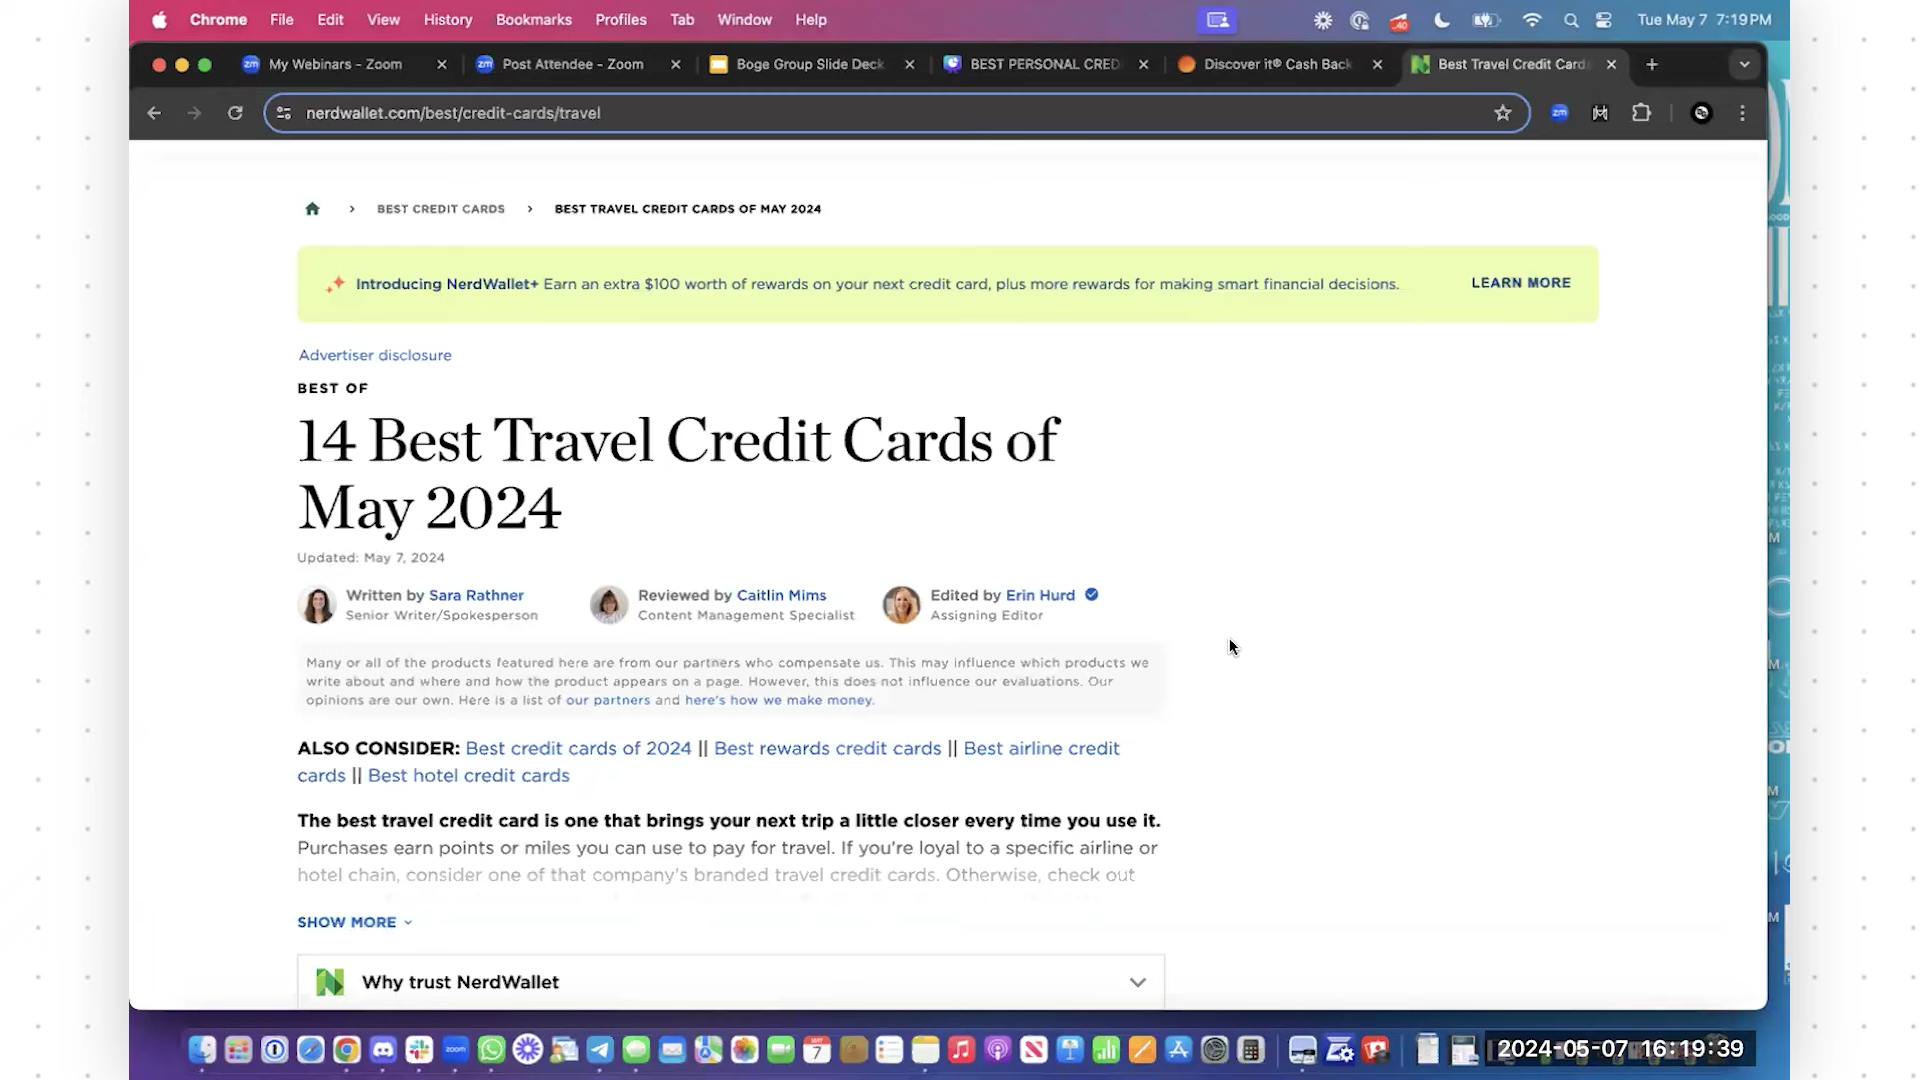 Chrome File Edit View History Bookmarks Profiles Tab Window Help
40
Tue May 7 7:19 PM
zm My Webinars - Zoom
zm Post Attendee - Zoom
Boge Group Slide Deck
BEST PERSONAL CRED
Discover it® Cash Back
Best Travel Credit Cards
nerdwallet.com/best/credit-cards/travel
zm
BEST CREDIT CARDS > BEST TRAVEL CREDIT CARDS OF MAY 2024
Introducing NerdWallet+ Earn an extra $100 worth of rewards on your next credit card, plus more rewards for making smart financial decisions.
LEARN MORE
Advertiser disclosure
BEST OF
14 Best Travel Credit Cards of
May 2024
Updated: May 7, 2024
Written by Sara Rathner
Senior Writer/Spokesperson
Reviewed by Caitlin Mims
Content Management Specialist
Edited by Erin Hurd
Assigning Editor
Many or all of the products featured here are from our partners who compensate us. This may influence which products we
write about and where and how the product appears on a page. However, this does not influence our evaluations. Our
opinions are our own. Here is a list of our partners and here's how we make money.
ALSO CONSIDER: Best credit cards of 2024 || Best rewards credit cards || Best airline credit
cards || Best hotel credit cards
The best travel credit card is one that brings your next trip a little closer every time you use it.
Purchases earn points or miles you can use to pay for travel. If you're loyal to a specific airline or
hotel chain, consider one of that company's branded travel credit cards. Otherwise, check out
SHOW MORE
Why trust NerdWallet
zoom
7
2024-05-07 16:19:39